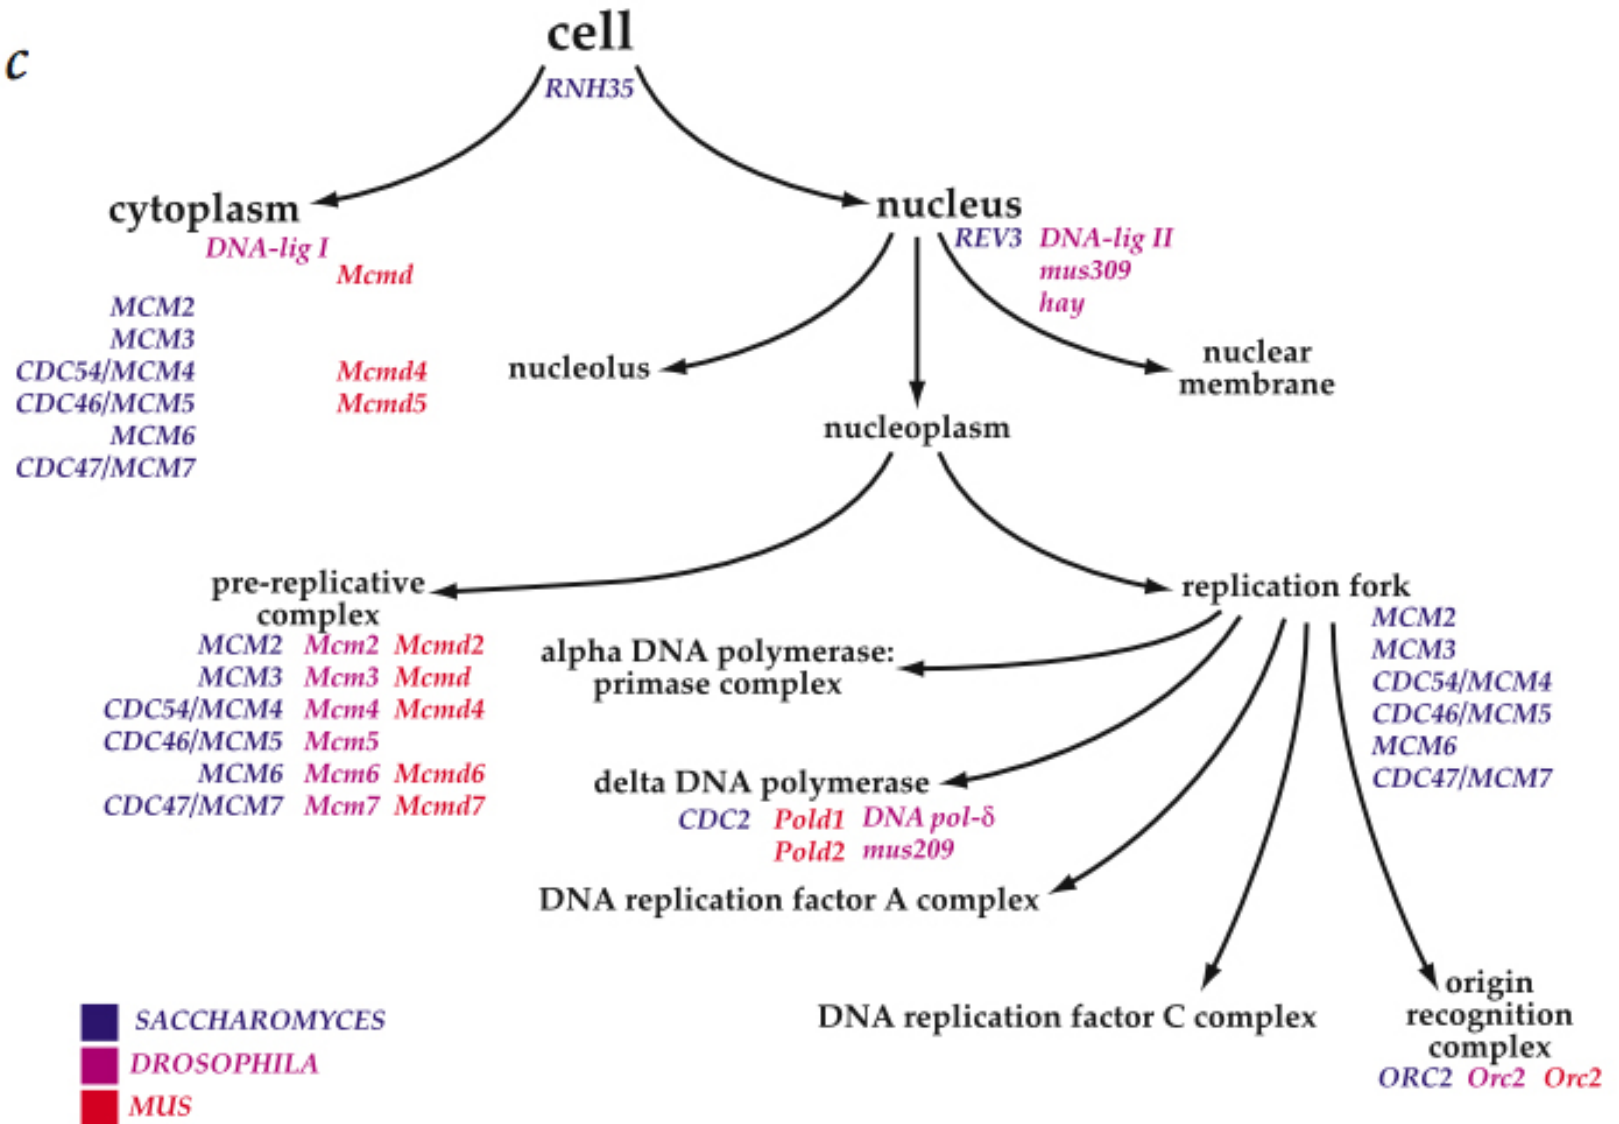 c
cell
RNH35
cytoplasm
DNA-lig I
Mcmd
MCM2
MCM3
CDC54/MCM4 Mcmd4
CDC46/MCM5 Mcmd5
MCM6
CDC47/MCM7
nucleus
REV3 DNA-lig II
mus309
hay
nucleolus
nucleoplasm
nuclear
membrane
pre-replicative
complex
MCM2 Mcm2 Mcmd2
MCM3 Mcm3 Mcmd
CDC54/MCM4 Mcm4 Mcmd4
CDC46/MCM5 Mcm5
MCM6 Mcm6 Mcmd6
CDC47/MCM7 Mcm7 Mcmd7
replication fork
MCM2
MCM3
CDC54/MCM4
CDC46/MCM5
MCM6
CDC47/MCM7
alpha DNA polymerase:
primase complex
delta DNA polymerase
CDC2 Pold1 DNA pol-δ
Pold2 mus209
DNA replication factor A complex
DNA replication factor C complex
origin
recognition
complex
ORC2 Orc2 Orc2
SACCHAROMYCES
DROSOPHILA
MUS